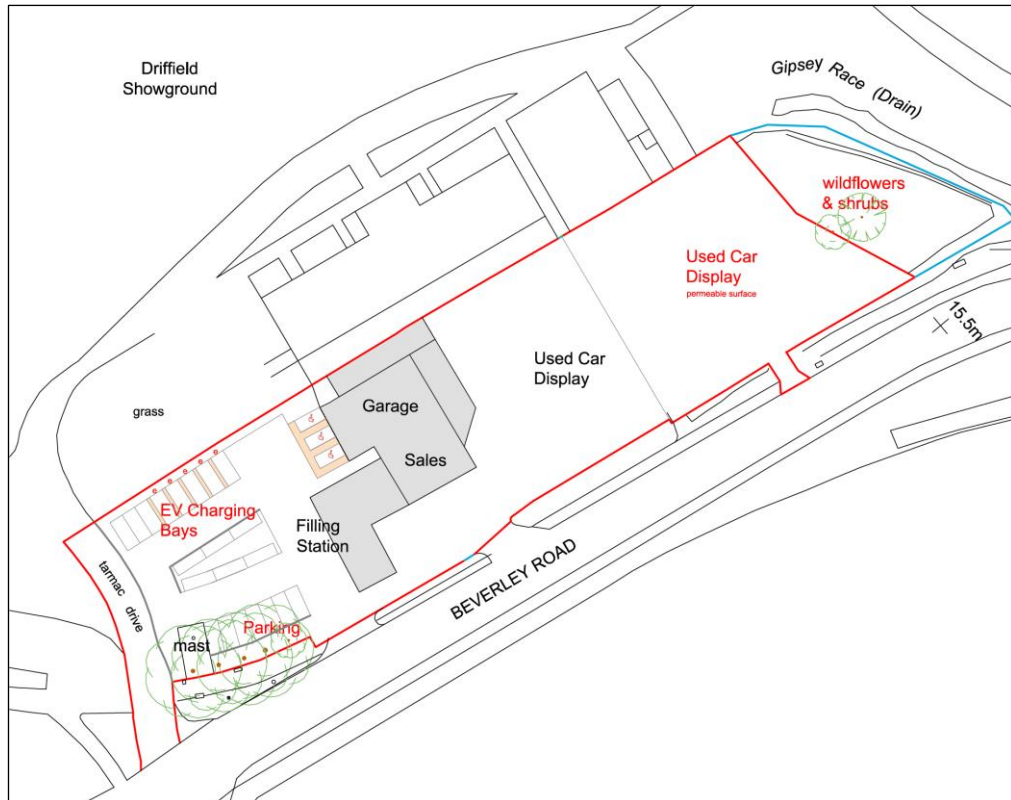 Driffield
Showground
Gipsey Race (Drain)
wildflowers
& shrubs
Used Car
Display
permeable surface
15.5m
Used Car
Display
grass
Garage
Sales
EV Charging
Bays
Filling
Station
tarmac drive
BEVERLEY ROAD
Parking
mast